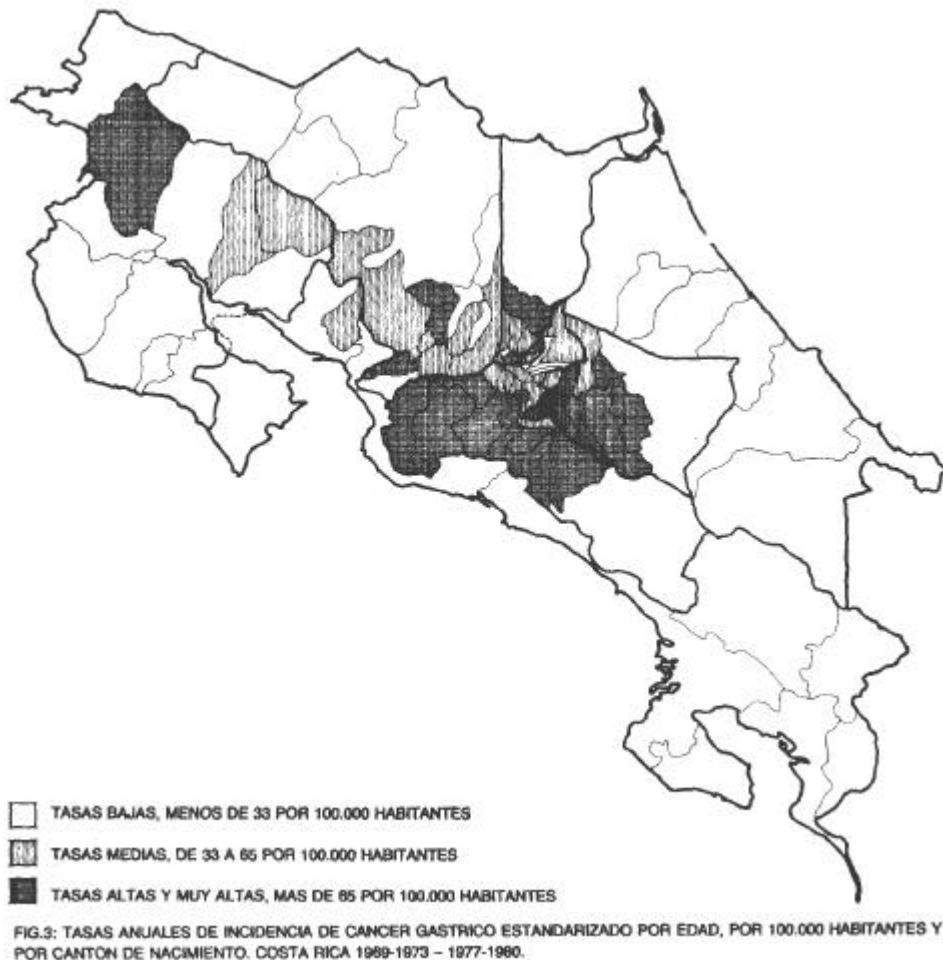 TASAS BAJAS, MENOS DE 33 POR 100.000 HABITANTES
TASAS MEDIAS, DE 33 A 65 POR 100.000 HABITANTES
TASAS ALTAS Y MUY ALTAS, MAS DE 65 POR 100.000 HABITANTES
FIG.3: TASAS ANUALES DE INCIDENCIA DE CANCER GASTRICO ESTANDARIZADO POR EDAD, POR 100.000 HABITANTES Y
POR CANTON DE NACIMIENTO. COSTA RICA 1969-1973 – 1977-1980.